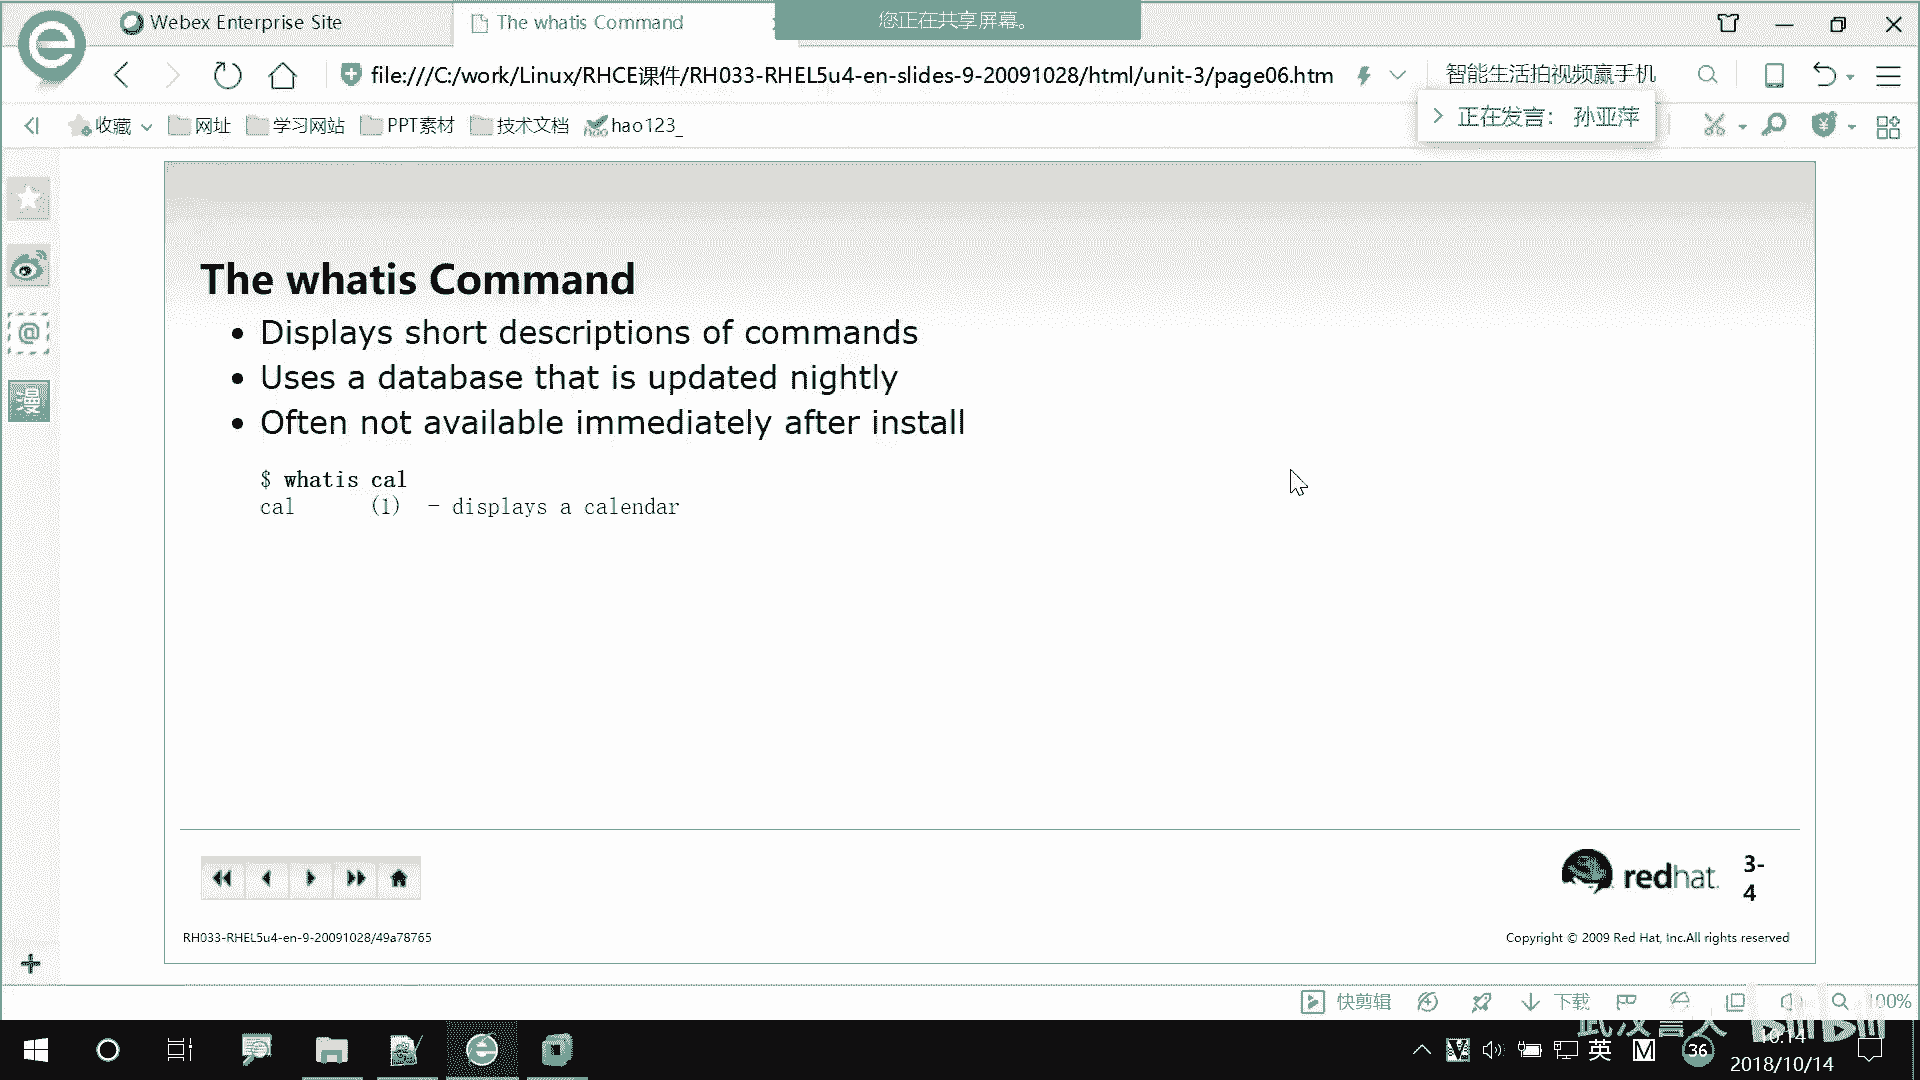 Webex Enterprise Site
The whatis Command
您正在共享屏幕。
file:///C:/work/Linux/RHCE课件/RH033-RHEL5u4-en-slides-9-20091028/html/unit-3/page06.htm
智能生活拍视频赢手机
正在发言： 孙亚萍
收藏
网址
学习网站
PPT素材
技术文档
hao123_
漫
The whatis Command
• Displays short descriptions of commands
• Uses a database that is updated nightly
• Often not available immediately after install
$ whatis cal
cal (1) - displays a calendar
redhat.
3-
4
RH033-RHEL5u4-en-9-20091028/49a78765
Copyright © 2009 Red Hat, Inc.All rights reserved
快剪辑
下载
100%
bilibili
英
36
10:14
2018/10/14